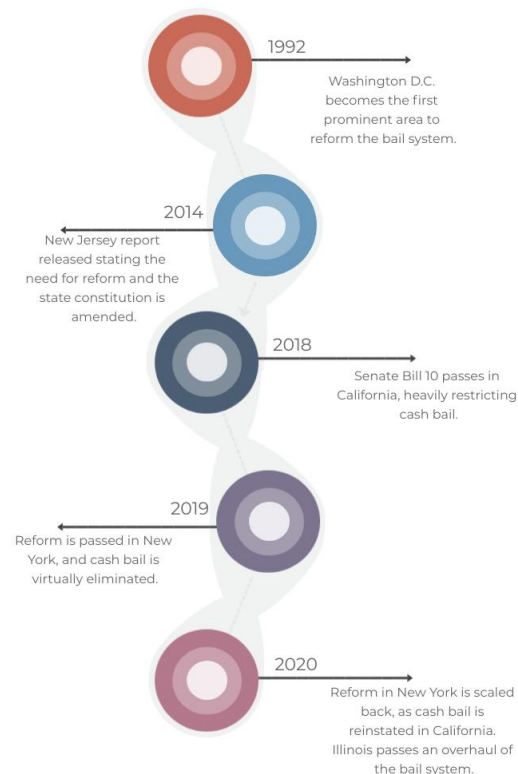 1992
Washington D.C.
becomes the first
prominent area to
reform the bail system.
2014
New Jersey report
released stating the
need for reform and the
state constitution is
amended.
2018
Senate Bill 10 passes in
California, heavily restricting
cash bail.
2019
Reform is passed in New
York, and cash bail is
virtually eliminated.
2020
Reform in New York is scaled
back, as cash bail is
reinstated in California.
Illinois passes an overhaul of
the bail system.